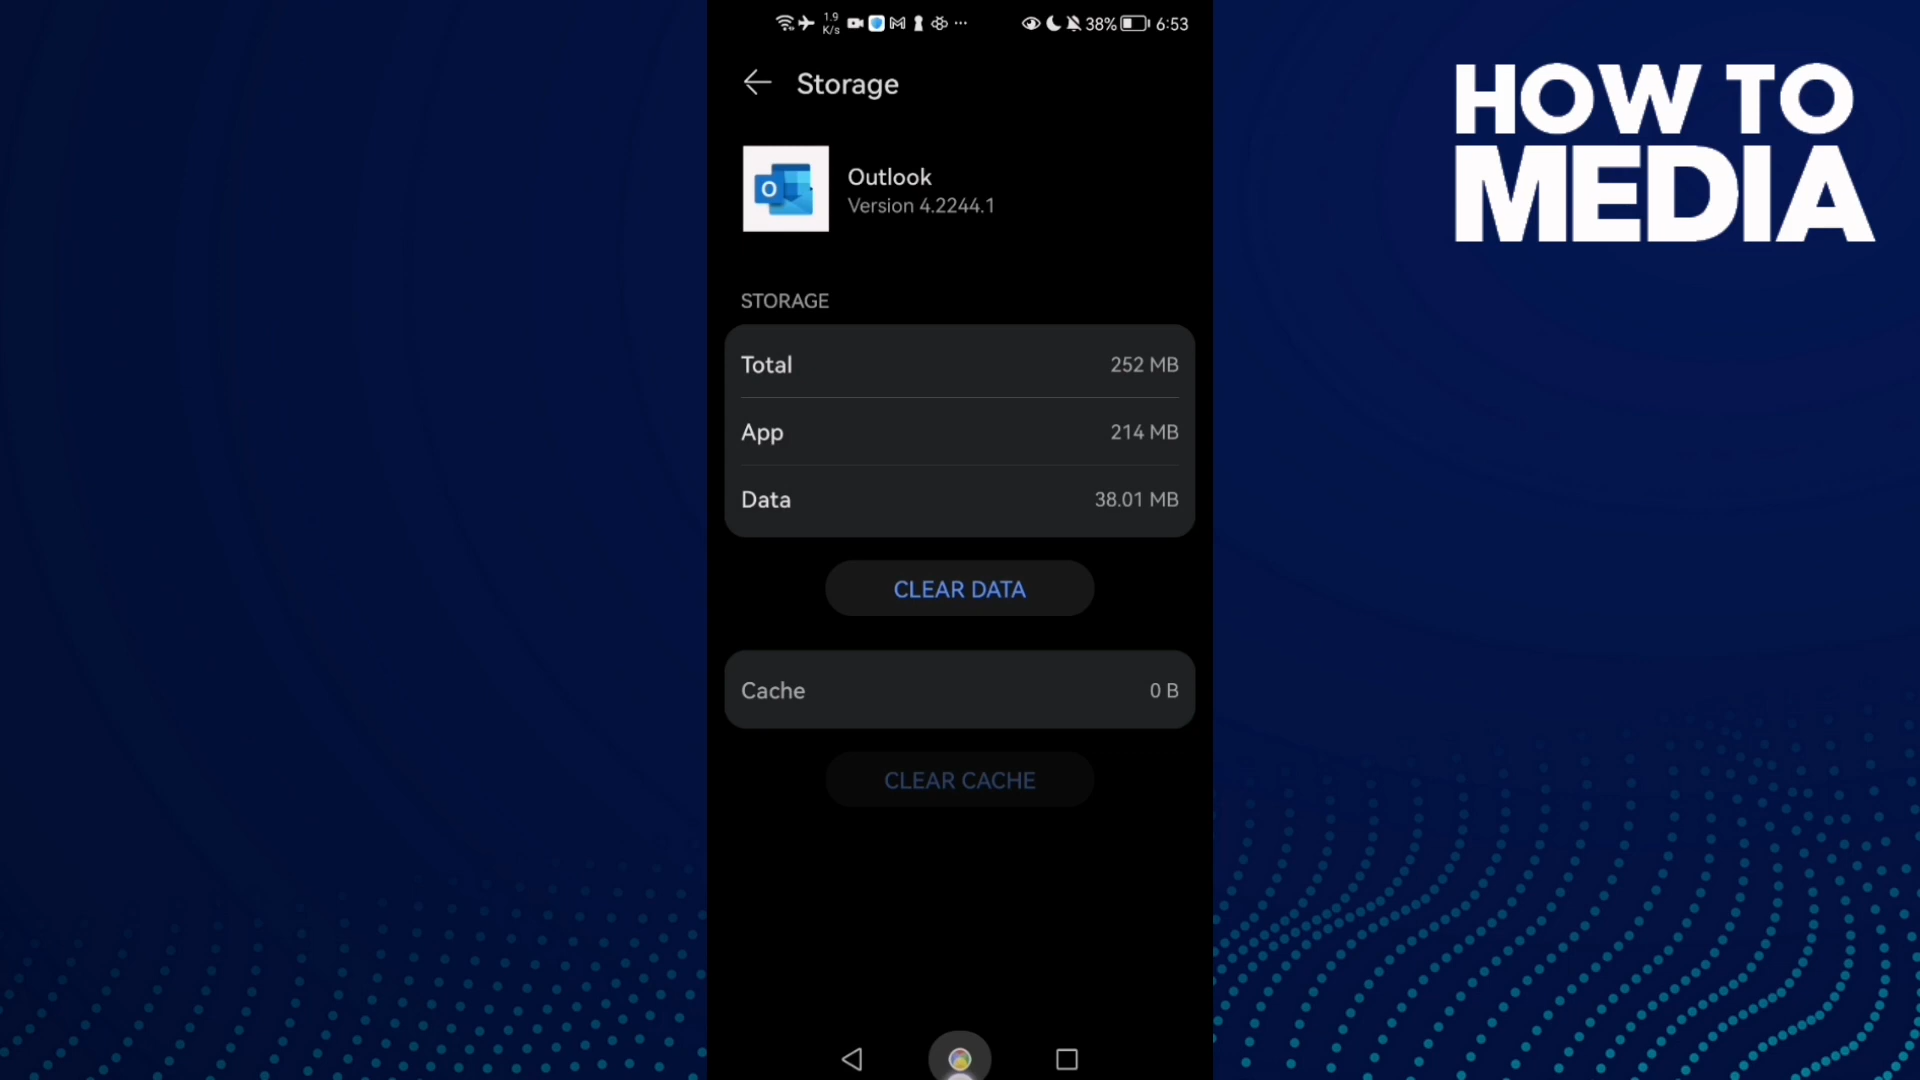 1.9
K/s
38%
6:53
Storage
HOW TO
MEDIA
Outlook
Version 4.2244.1
STORAGE
Total 252 MB
App 214 MB
Data 38.01 MB
CLEAR DATA
Cache 0 B
CLEAR CACHE